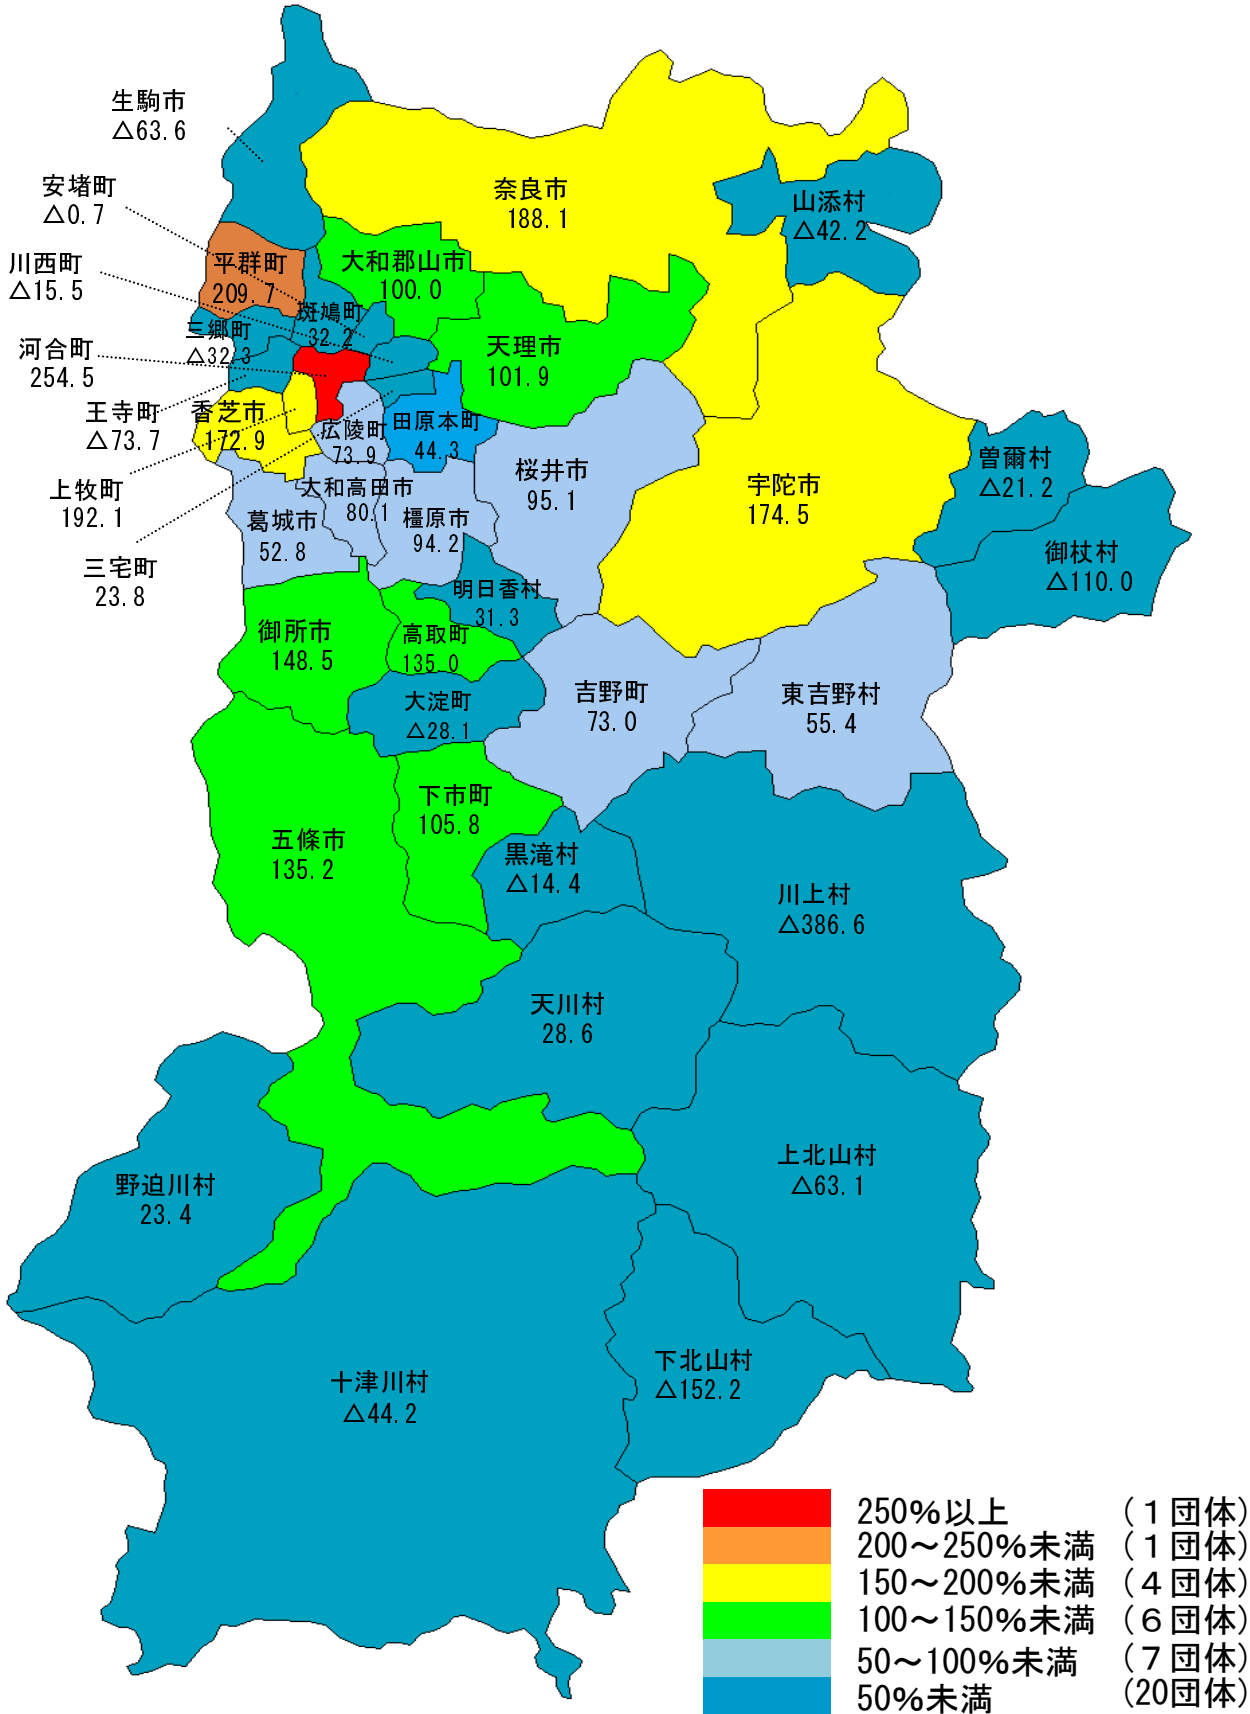 生駒市
△63.6
安堵町
△0.7
川西町
△15.5
河合町
254.5
王寺町
△73.7
上牧町
192.1
三宅町
23.8
奈良市
188.1
山添村
△42.2
平群町
209.7
大和郡山市
100.0
斑鳩町
32.2
三郷町
△32.3
天理市
101.9
香芝市
172.9
広陵町
73.9
田原本町
44.3
大和高田市
80.1
葛城市
52.8
橿原市
94.2
桜井市
95.1
宇陀市
174.5
曽爾村
△21.2
御杖村
△110.0
明日香村
31.3
御所市
148.5
高取町
135.0
大淀町
△28.1
吉野町
73.0
東吉野村
55.4
下市町
105.8
五條市
135.2
黒滝村
△14.4
川上村
△386.6
天川村
28.6
上北山村
△63.1
野迫川村
23.4
下北山村
△152.2
十津川村
△44.2
250%以上 (1団体)
200～250%未満 (1団体)
150～200%未満 (4団体)
100～150%未満 (6団体)
50～100%未満 (7団体)
50%未満 (20団体)